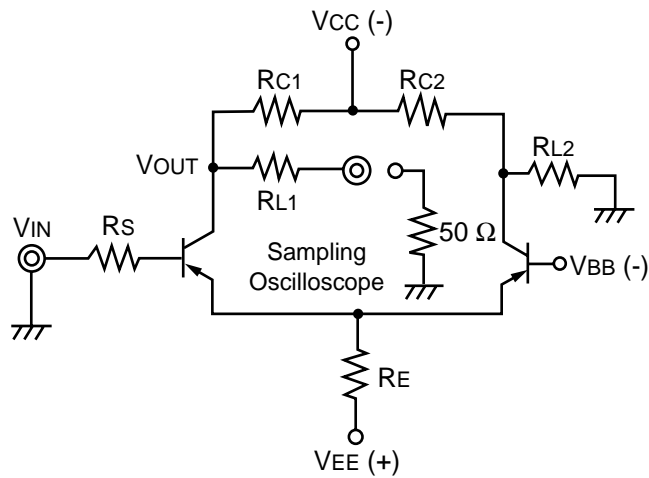 VCC (-)
RC1
RC2
VOUT
RL1
RL2
VIN
RS
50 Ω
Sampling
Oscilloscope
VBB (-)
RE
VEE (+)